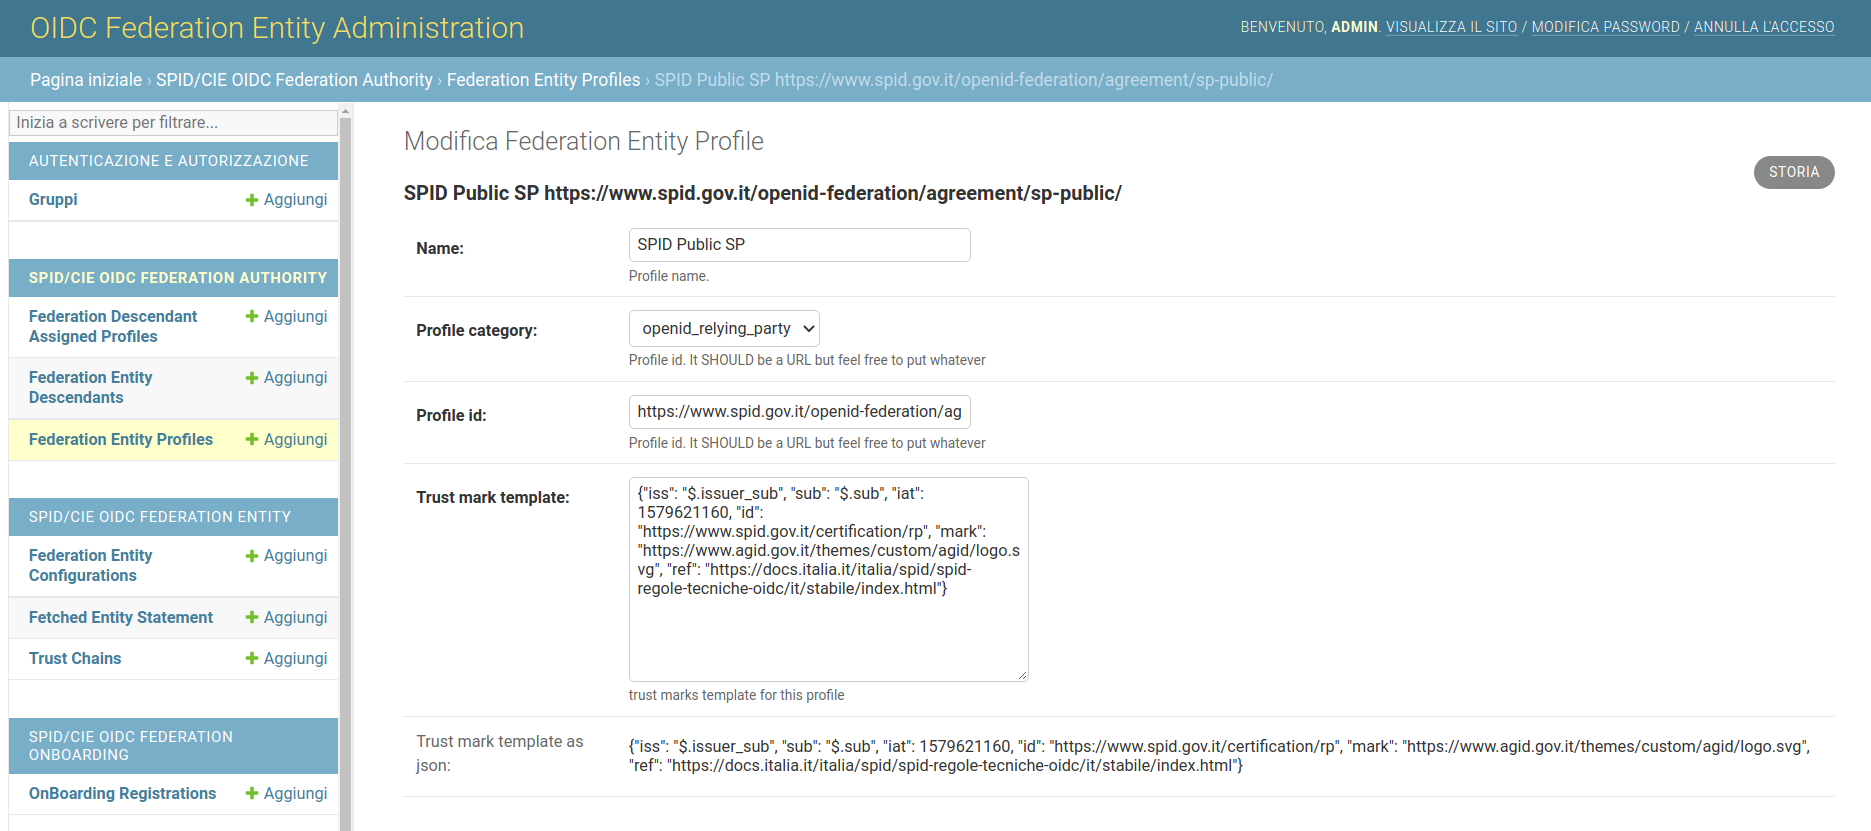 OIDC Federation Entity Administration
BENVENUTO, ADMIN. VISUALIZZA IL SITO / MODIFICA PASSWORD / ANNULLA L'ACCESSO
Pagina iniziale › SPID/CIE OIDC Federation Authority › Federation Entity Profiles › SPID Public SP https://www.spid.gov.it/openid-federation/agreement/sp-public/
Inizia a scrivere per filtrare...
AUTENTICAZIONE E AUTORIZZAZIONE
Gruppi
Aggiungi
SPID/CIE OIDC FEDERATION AUTHORITY
Federation Descendant
Assigned Profiles
Aggiungi
Federation Entity
Descendants
Aggiungi
Federation Entity Profiles
Aggiungi
SPID/CIE OIDC FEDERATION ENTITY
Federation Entity
Configurations
Aggiungi
Fetched Entity Statement
Aggiungi
Trust Chains
Aggiungi
SPID/CIE OIDC FEDERATION
ONBOARDING
OnBoarding Registrations
Aggiungi
Modifica Federation Entity Profile
STORIA
SPID Public SP https://www.spid.gov.it/openid-federation/agreement/sp-public/
Name:
SPID Public SP
Profile name.
Profile category:
openid_relying_party
Profile id. It SHOULD be a URL but feel free to put whatever
Profile id:
https://www.spid.gov.it/openid-federation/ag
Profile id. It SHOULD be a URL but feel free to put whatever
Trust mark template:
{"iss": "$.issuer_sub", "sub": "$.sub", "iat":
1579621160, "id":
"https://www.spid.gov.it/certification/rp", "mark":
"https://www.agid.gov.it/themes/custom/agid/logo.s
vg", "ref": "https://docs.italia.it/italia/spid/spid-
regole-tecniche-oidc/it/stabile/index.html"}
trust marks template for this profile
Trust mark template as
json:
{"iss": "$.issuer_sub", "sub": "$.sub", "iat": 1579621160, "id": "https://www.spid.gov.it/certification/rp", "mark": "https://www.agid.gov.it/themes/custom/agid/logo.svg",
"ref": "https://docs.italia.it/italia/spid/spid-regole-tecniche-oidc/it/stabile/index.html"}